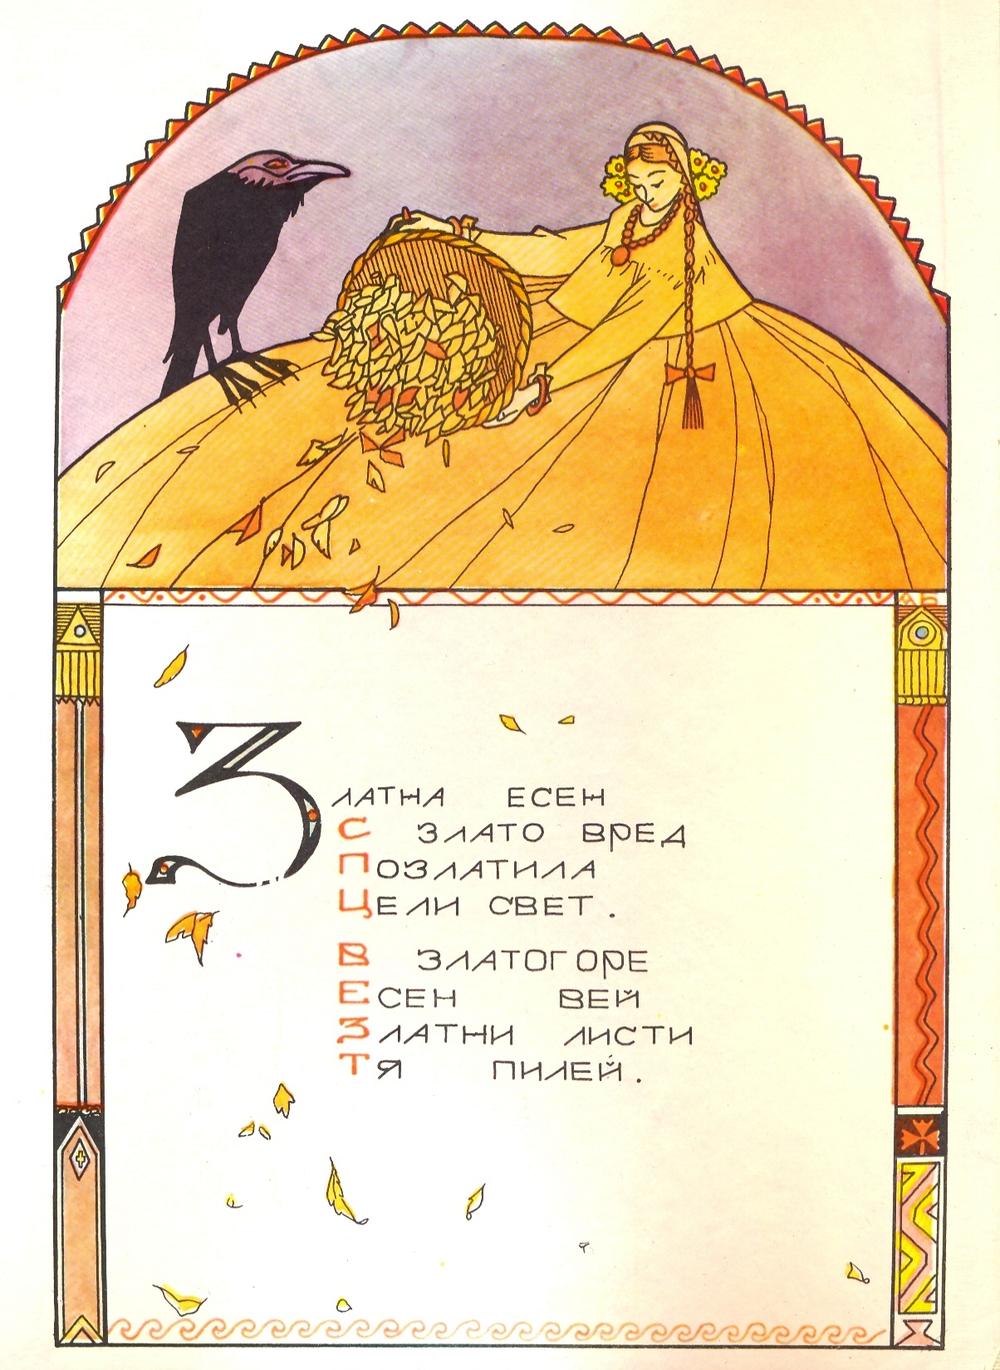 ЗЛАТНА ЕСЕН
С ЗЛАТО ВРЕД
ПОЗЛАТИЛА
ЦЕЛИ СВЕТ.
В ЗЛАТОГОРЕ
ЕСЕН ВЕЙ
ЗЛАТНИ ЛИСТИ
ТЯ ПИЛЕЙ.